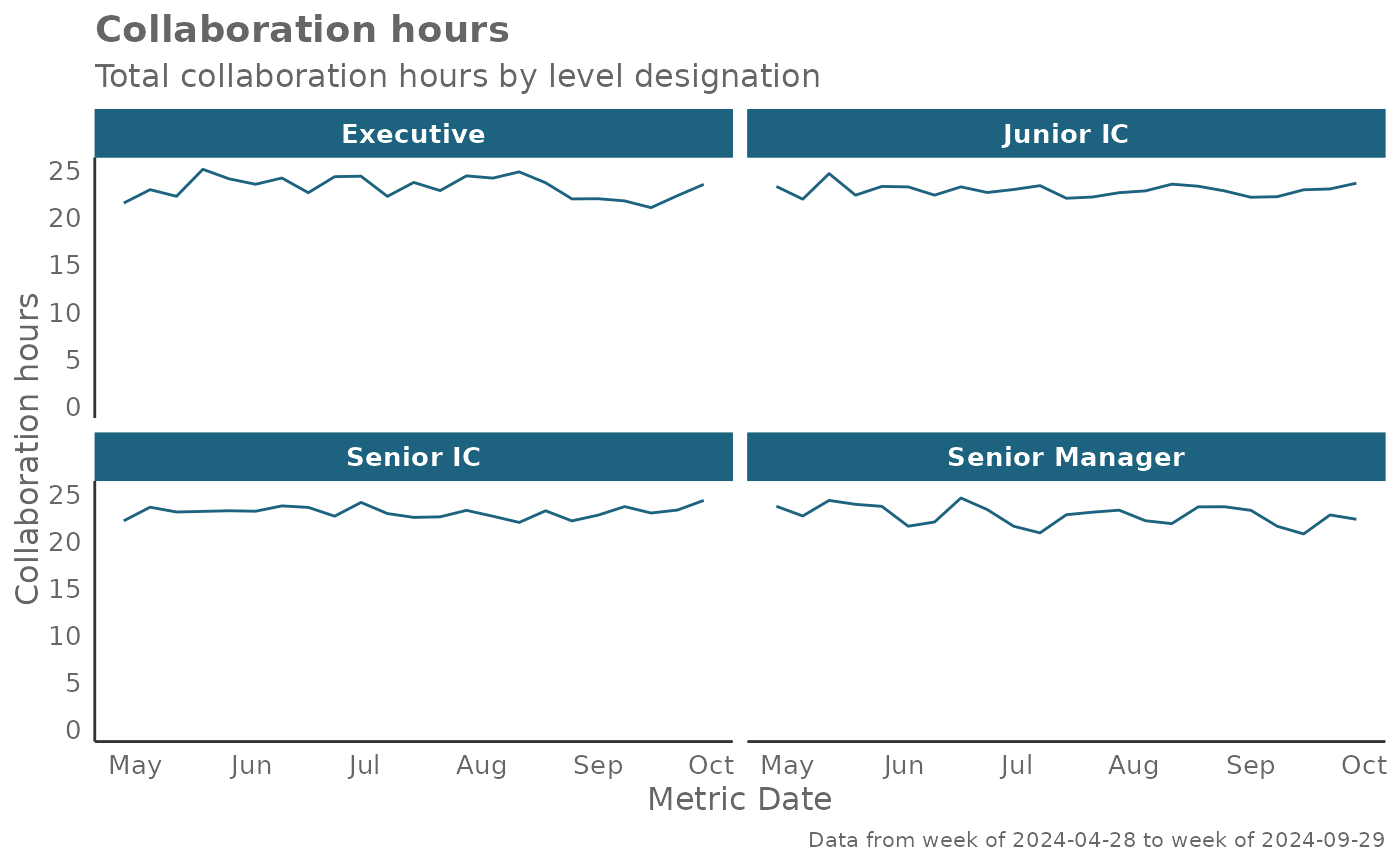 Collaboration hours
Total collaboration hours by level designation
Executive
Junior IC
25
20
15
10
5
0
Senior IC
Senior Manager
25
20
15
10
5
0
Collaboration hours
May Jun Jul Aug Sep Oct
May Jun Jul Aug Sep Oct
Metric Date
Data from week of 2024-04-28 to week of 2024-09-29